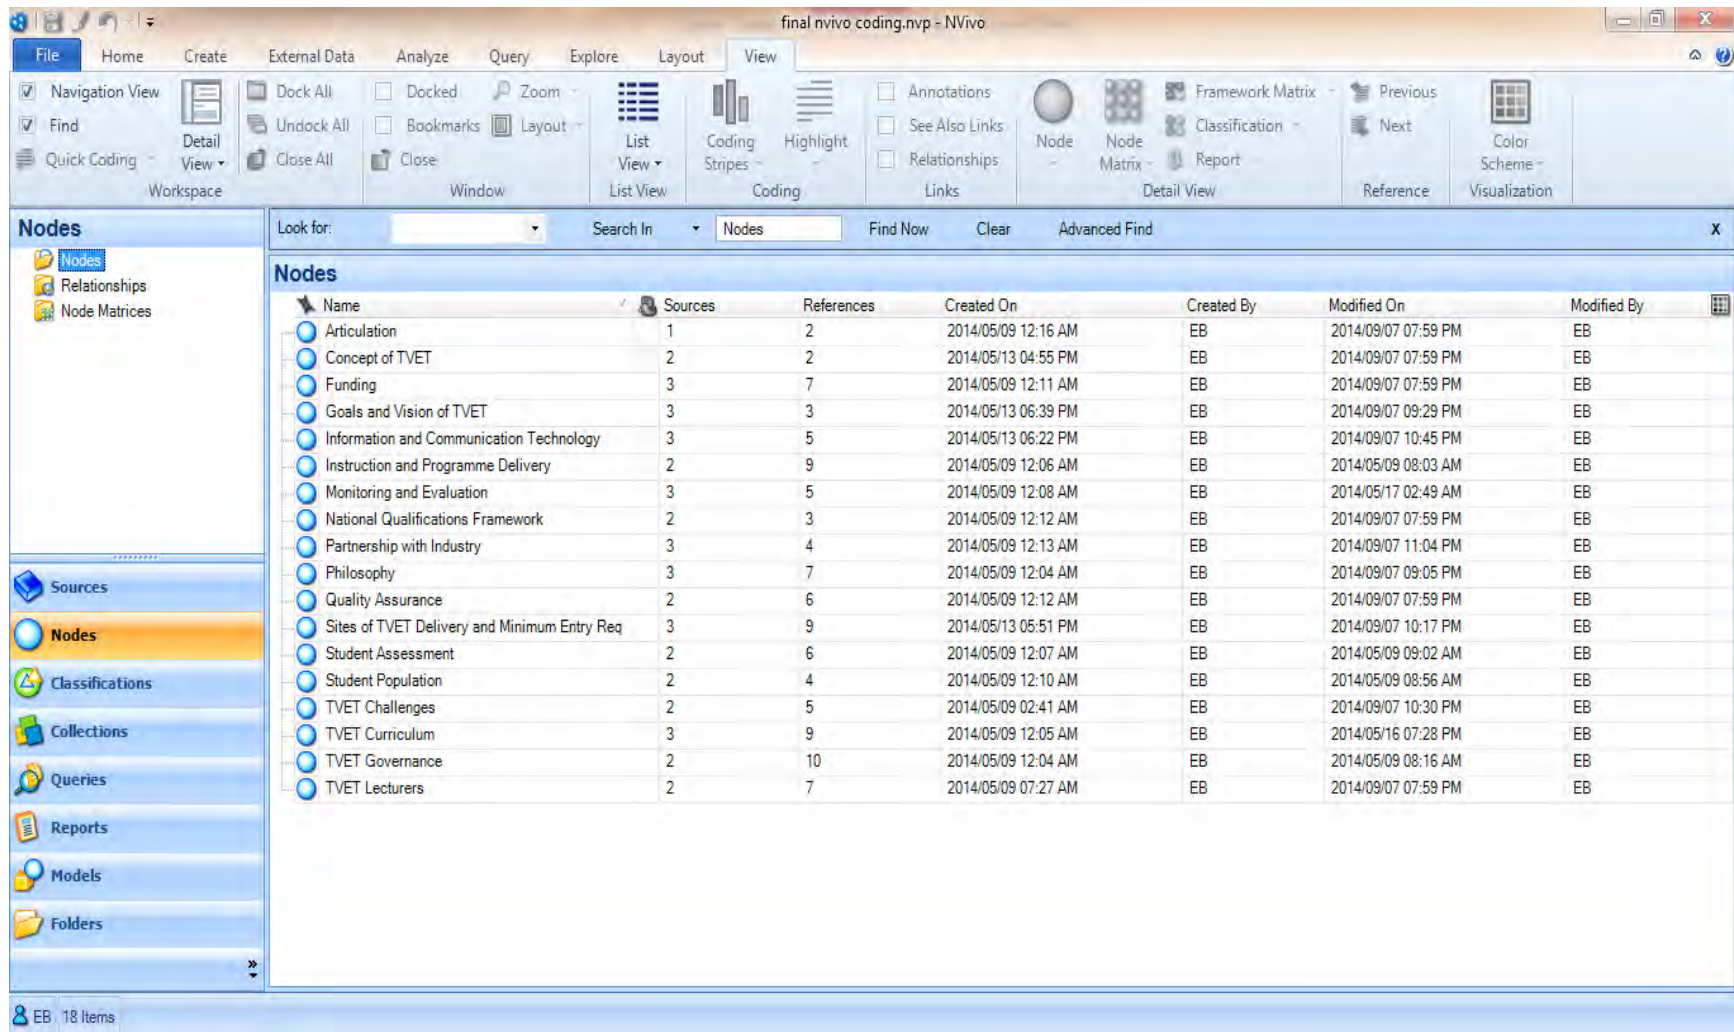 final nvivo coding.nvp - NVivo
File Home Create External Data Analyze Query Explore Layout View
Navigation View
Find
Quick Coding
Detail View
Workspace
Dock All
Undock All
Close All
Docked
Bookmarks
Close
Zoom
Layout
Window
List View
List View
Coding Stripes
Highlight
Coding
Annotations
See Also Links
Relationships
Links
Node
Node Matrix
Framework Matrix
Classification
Report
Detail View
Previous
Next
Reference
Color Scheme
Visualization
Nodes
Nodes
Relationships
Node Matrices
Sources
Nodes
Classifications
Collections
Queries
Reports
Models
Folders
Look for: Search In Nodes Find Now Clear Advanced Find X
Nodes
Name Sources References Created On Created By Modified On Modified By
Articulation 1 2 2014/05/09 12:16 AM EB 2014/09/07 07:59 PM EB
Concept of TVET 2 2 2014/05/13 04:55 PM EB 2014/09/07 07:59 PM EB
Funding 3 7 2014/05/09 12:11 AM EB 2014/09/07 07:59 PM EB
Goals and Vision of TVET 3 3 2014/05/13 06:39 PM EB 2014/09/07 09:29 PM EB
Information and Communication Technology 3 5 2014/05/13 06:22 PM EB 2014/09/07 10:45 PM EB
Instruction and Programme Delivery 2 9 2014/05/09 12:06 AM EB 2014/05/09 08:03 AM EB
Monitoring and Evaluation 3 5 2014/05/09 12:08 AM EB 2014/05/17 02:49 AM EB
National Qualifications Framework 2 3 2014/05/09 12:12 AM EB 2014/09/07 07:59 PM EB
Partnership with Industry 3 4 2014/05/09 12:13 AM EB 2014/09/07 11:04 PM EB
Philosophy 3 7 2014/05/09 12:04 AM EB 2014/09/07 09:05 PM EB
Quality Assurance 2 6 2014/05/09 12:12 AM EB 2014/09/07 07:59 PM EB
Sites of TVET Delivery and Minimum Entry Req 3 9 2014/05/13 05:51 PM EB 2014/09/07 10:17 PM EB
Student Assessment 2 6 2014/05/09 12:07 AM EB 2014/05/09 09:02 AM EB
Student Population 2 4 2014/05/09 12:10 AM EB 2014/05/09 08:56 AM EB
TVET Challenges 2 5 2014/05/09 02:41 AM EB 2014/09/07 10:30 PM EB
TVET Curriculum 3 9 2014/05/09 12:05 AM EB 2014/05/16 07:28 PM EB
TVET Governance 2 10 2014/05/09 12:04 AM EB 2014/05/09 08:16 AM EB
TVET Lecturers 2 7 2014/05/09 07:27 AM EB 2014/09/07 07:59 PM EB
EB 18 Items